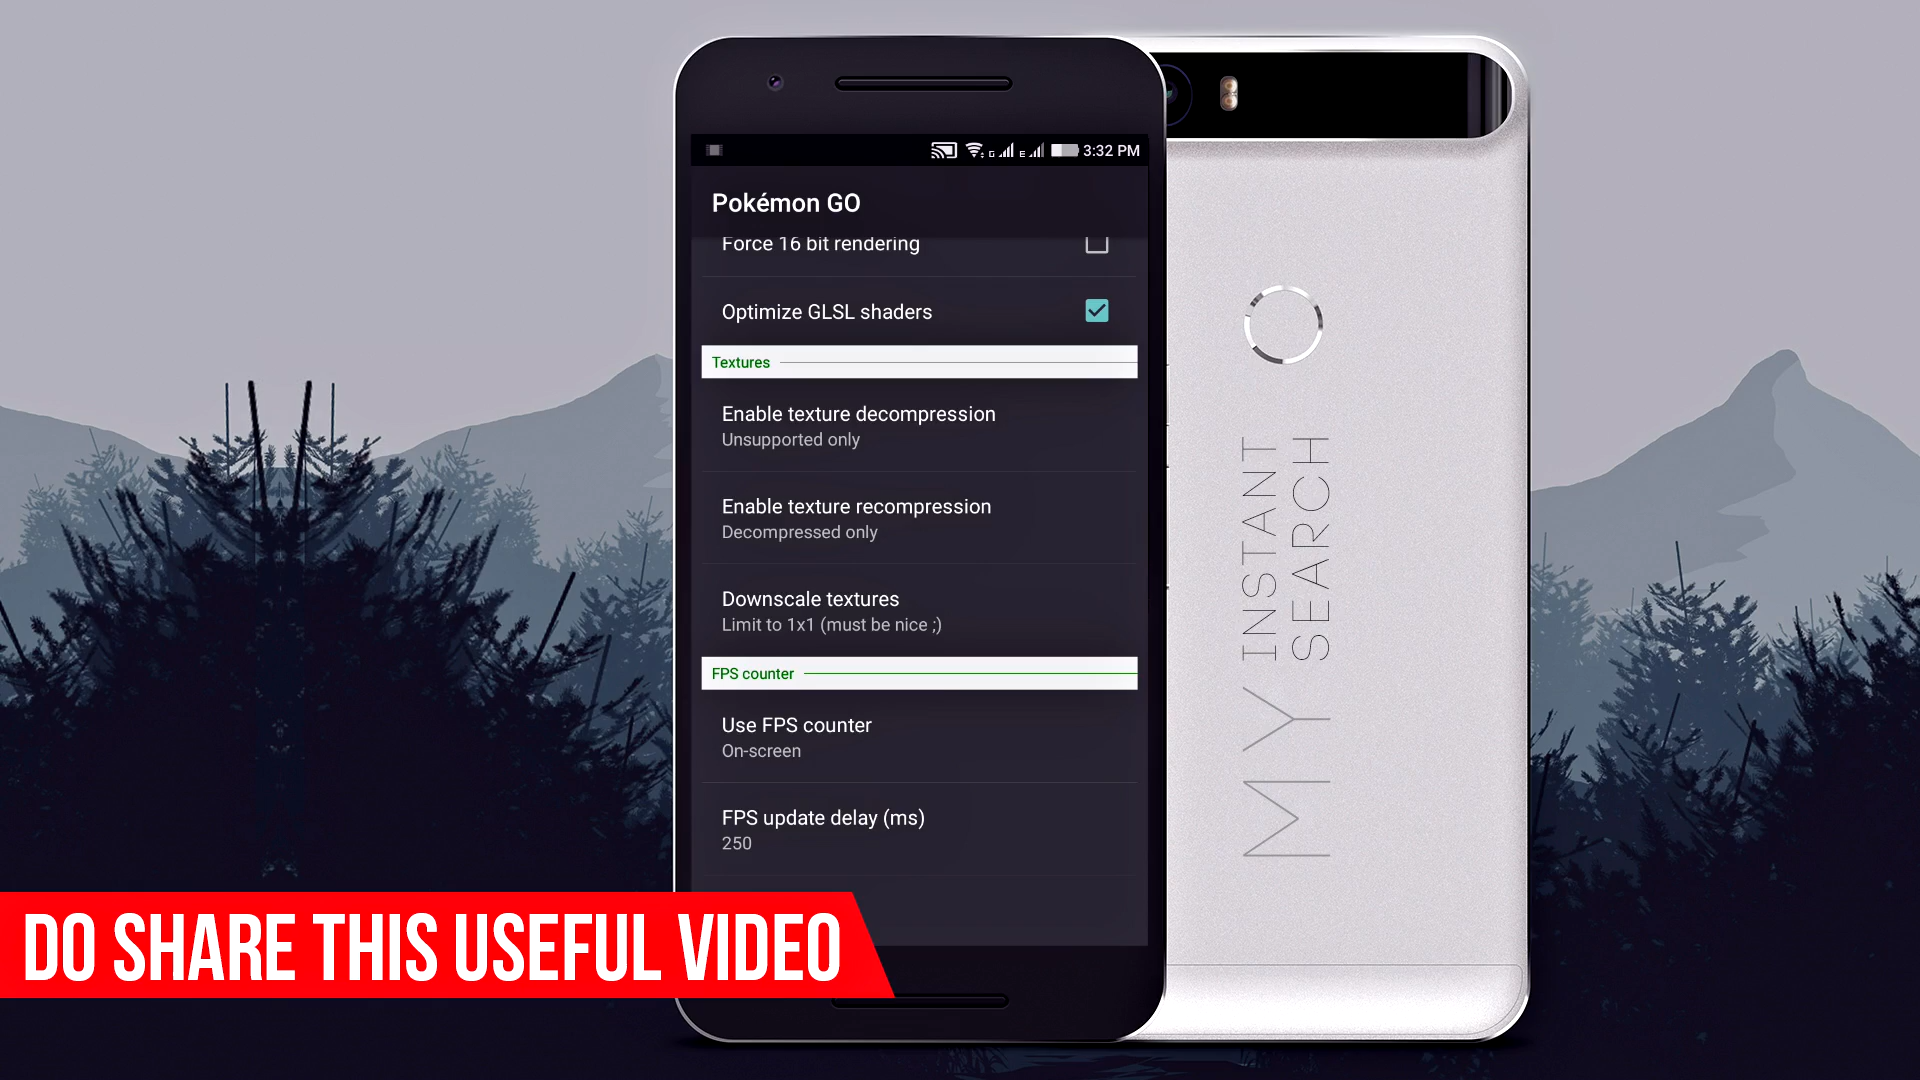 G E 3:32 PM
Pokémon GO
Force 16 bit rendering
Optimize GLSL shaders
Textures
Enable texture decompression
Unsupported only
Enable texture recompression
Decompressed only
Downscale textures
Limit to 1x1 (must be nice ;)
FPS counter
Use FPS counter
On-screen
FPS update delay (ms)
250
MY INSTANT
SEARCH
DO SHARE THIS USEFUL VIDEO